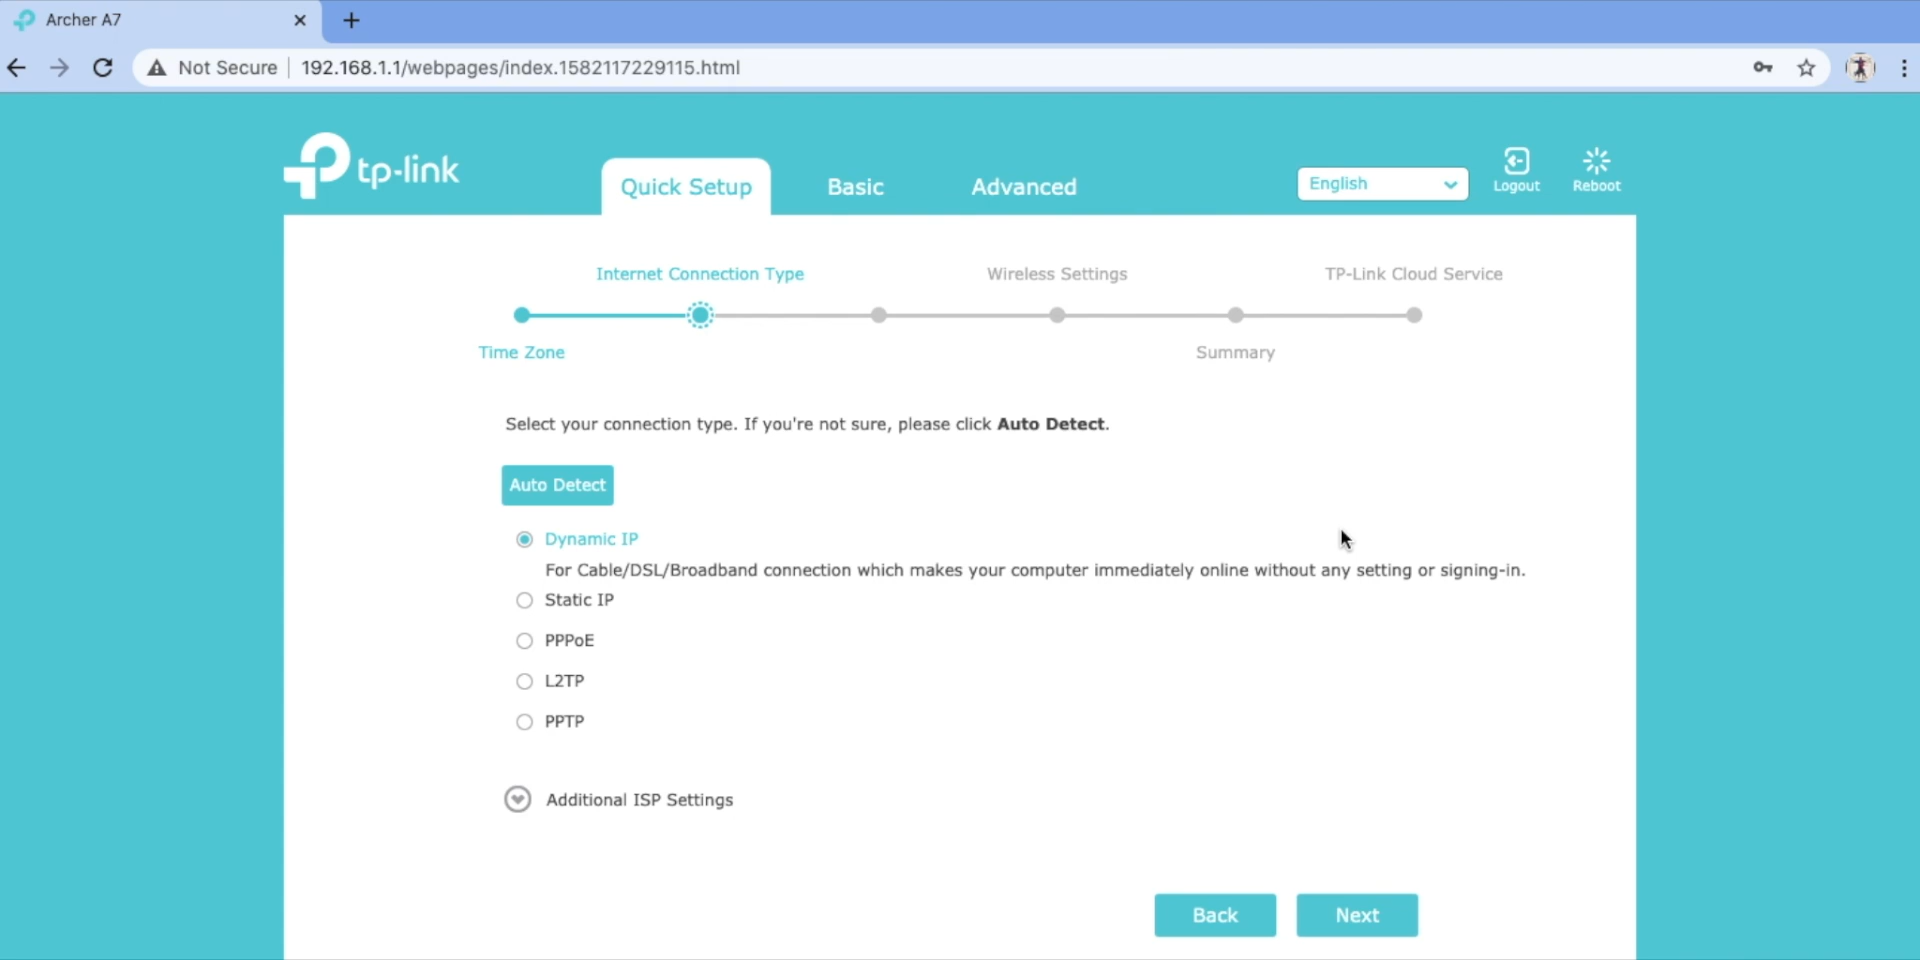 Archer A7
Not Secure 192.168.1.1/webpages/index.1582117229115.html
tp-link
Quick Setup Basic Advanced English Logout Reboot
Internet Connection Type Wireless Settings TP-Link Cloud Service
Time Zone Summary
Select your connection type. If you're not sure, please click Auto Detect.
Auto Detect
Dynamic IP
For Cable/DSL/Broadband connection which makes your computer immediately online without any setting or signing-in.
Static IP
PPPoE
L2TP
PPTP
Additional ISP Settings
Back Next